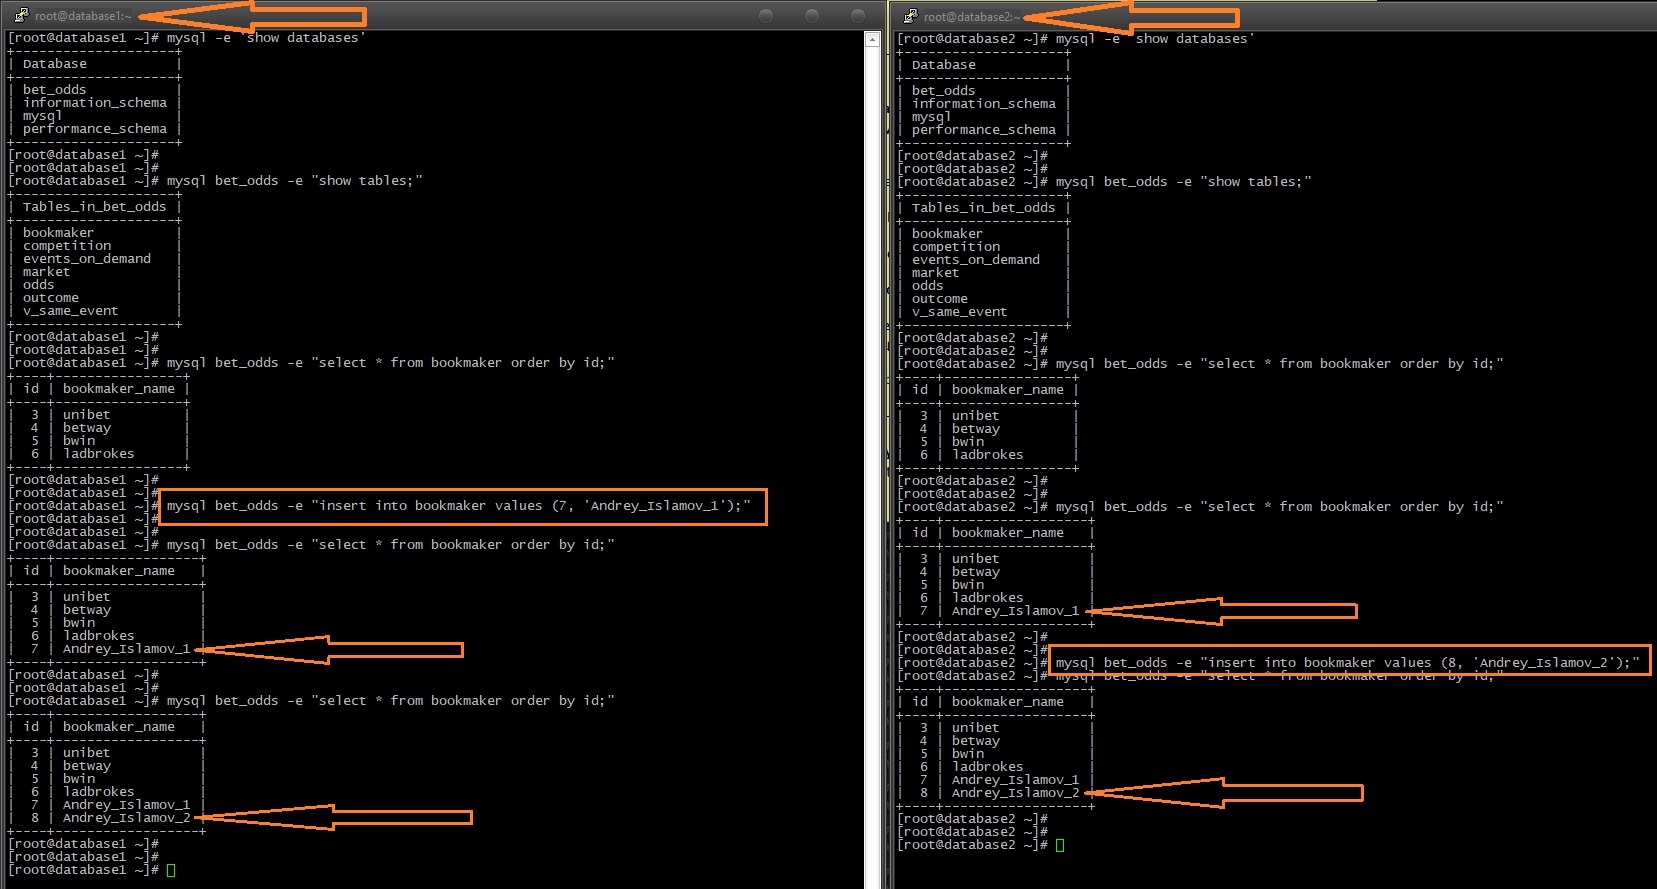 root@database1:~
[root@database1 ~]# mysql -e 'show databases'
+--------------------+
| Database           |
+--------------------+
| bet_odds           |
| information_schema |
| mysql              |
| performance_schema |
+--------------------+
[root@database1 ~]#
[root@database1 ~]#
[root@database1 ~]# mysql bet_odds -e "show tables;"
+--------------------+
| Tables_in_bet_odds |
+--------------------+
| bookmaker          |
| competition        |
| events_on_demand   |
| market             |
| odds               |
| outcome            |
| v_same_event       |
+--------------------+
[root@database1 ~]#
[root@database1 ~]#
[root@database1 ~]# mysql bet_odds -e "select * from bookmaker order by id;"
+----+----------------+
| id | bookmaker_name |
+----+----------------+
|  3 | unibet         |
|  4 | betway         |
|  5 | bwin           |
|  6 | ladbrokes      |
+----+----------------+
[root@database1 ~]#
[root@database1 ~]#
[root@database1 ~]# mysql bet_odds -e "insert into bookmaker values (7, 'Andrey_Islamov_1');"
[root@database1 ~]#
[root@database1 ~]#
[root@database1 ~]# mysql bet_odds -e "select * from bookmaker order by id;"
+----+------------------+
| id | bookmaker_name   |
+----+------------------+
|  3 | unibet           |
|  4 | betway           |
|  5 | bwin             |
|  6 | ladbrokes        |
|  7 | Andrey_Islamov_1 |
+----+------------------+
[root@database1 ~]#
[root@database1 ~]#
[root@database1 ~]# mysql bet_odds -e "select * from bookmaker order by id;"
+----+------------------+
| id | bookmaker_name   |
+----+------------------+
|  3 | unibet           |
|  4 | betway           |
|  5 | bwin             |
|  6 | ladbrokes        |
|  7 | Andrey_Islamov_1 |
|  8 | Andrey_Islamov_2 |
+----+------------------+
[root@database1 ~]#
[root@database1 ~]#
[root@database1 ~]#
root@database2:~
[root@database2 ~]# mysql -e 'show databases'
+--------------------+
| Database           |
+--------------------+
| bet_odds           |
| information_schema |
| mysql              |
| performance_schema |
+--------------------+
[root@database2 ~]#
[root@database2 ~]#
[root@database2 ~]# mysql bet_odds -e "show tables;"
+--------------------+
| Tables_in_bet_odds |
+--------------------+
| bookmaker          |
| competition        |
| events_on_demand   |
| market             |
| odds               |
| outcome            |
| v_same_event       |
+--------------------+
[root@database2 ~]#
[root@database2 ~]#
[root@database2 ~]# mysql bet_odds -e "select * from bookmaker order by id;"
+----+----------------+
| id | bookmaker_name |
+----+----------------+
|  3 | unibet         |
|  4 | betway         |
|  5 | bwin           |
|  6 | ladbrokes      |
+----+----------------+
[root@database2 ~]#
[root@database2 ~]#
[root@database2 ~]# mysql bet_odds -e "select * from bookmaker order by id;"
+----+------------------+
| id | bookmaker_name   |
+----+------------------+
|  3 | unibet           |
|  4 | betway           |
|  5 | bwin             |
|  6 | ladbrokes        |
|  7 | Andrey_Islamov_1 |
+----+------------------+
[root@database2 ~]#
[root@database2 ~]#
[root@database2 ~]# mysql bet_odds -e "insert into bookmaker values (8, 'Andrey_Islamov_2');"
[root@database2 ~]# mysql bet_odds -e "select * from bookmaker order by id;"
+----+------------------+
| id | bookmaker_name   |
+----+------------------+
|  3 | unibet           |
|  4 | betway           |
|  5 | bwin             |
|  6 | ladbrokes        |
|  7 | Andrey_Islamov_1 |
|  8 | Andrey_Islamov_2 |
+----+------------------+
[root@database2 ~]#
[root@database2 ~]#
[root@database2 ~]#